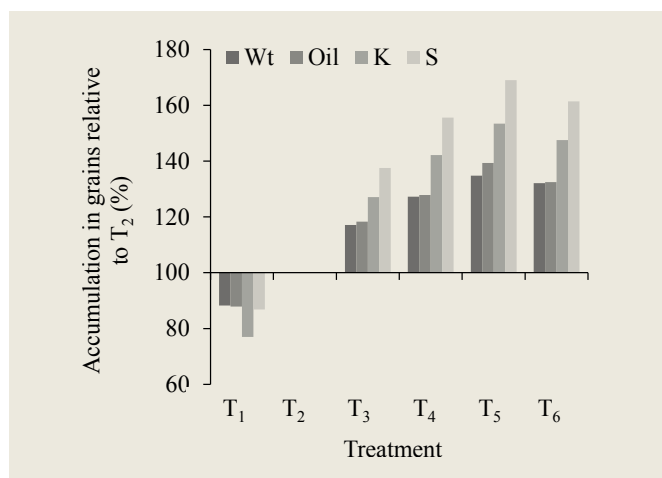 180
Wt Oil K S
160
140
120
100
80
60
Accumulation in grains relative
to T₂ (%)
T₁ T₂ T₃ T₄ T₅ T₆
Treatment